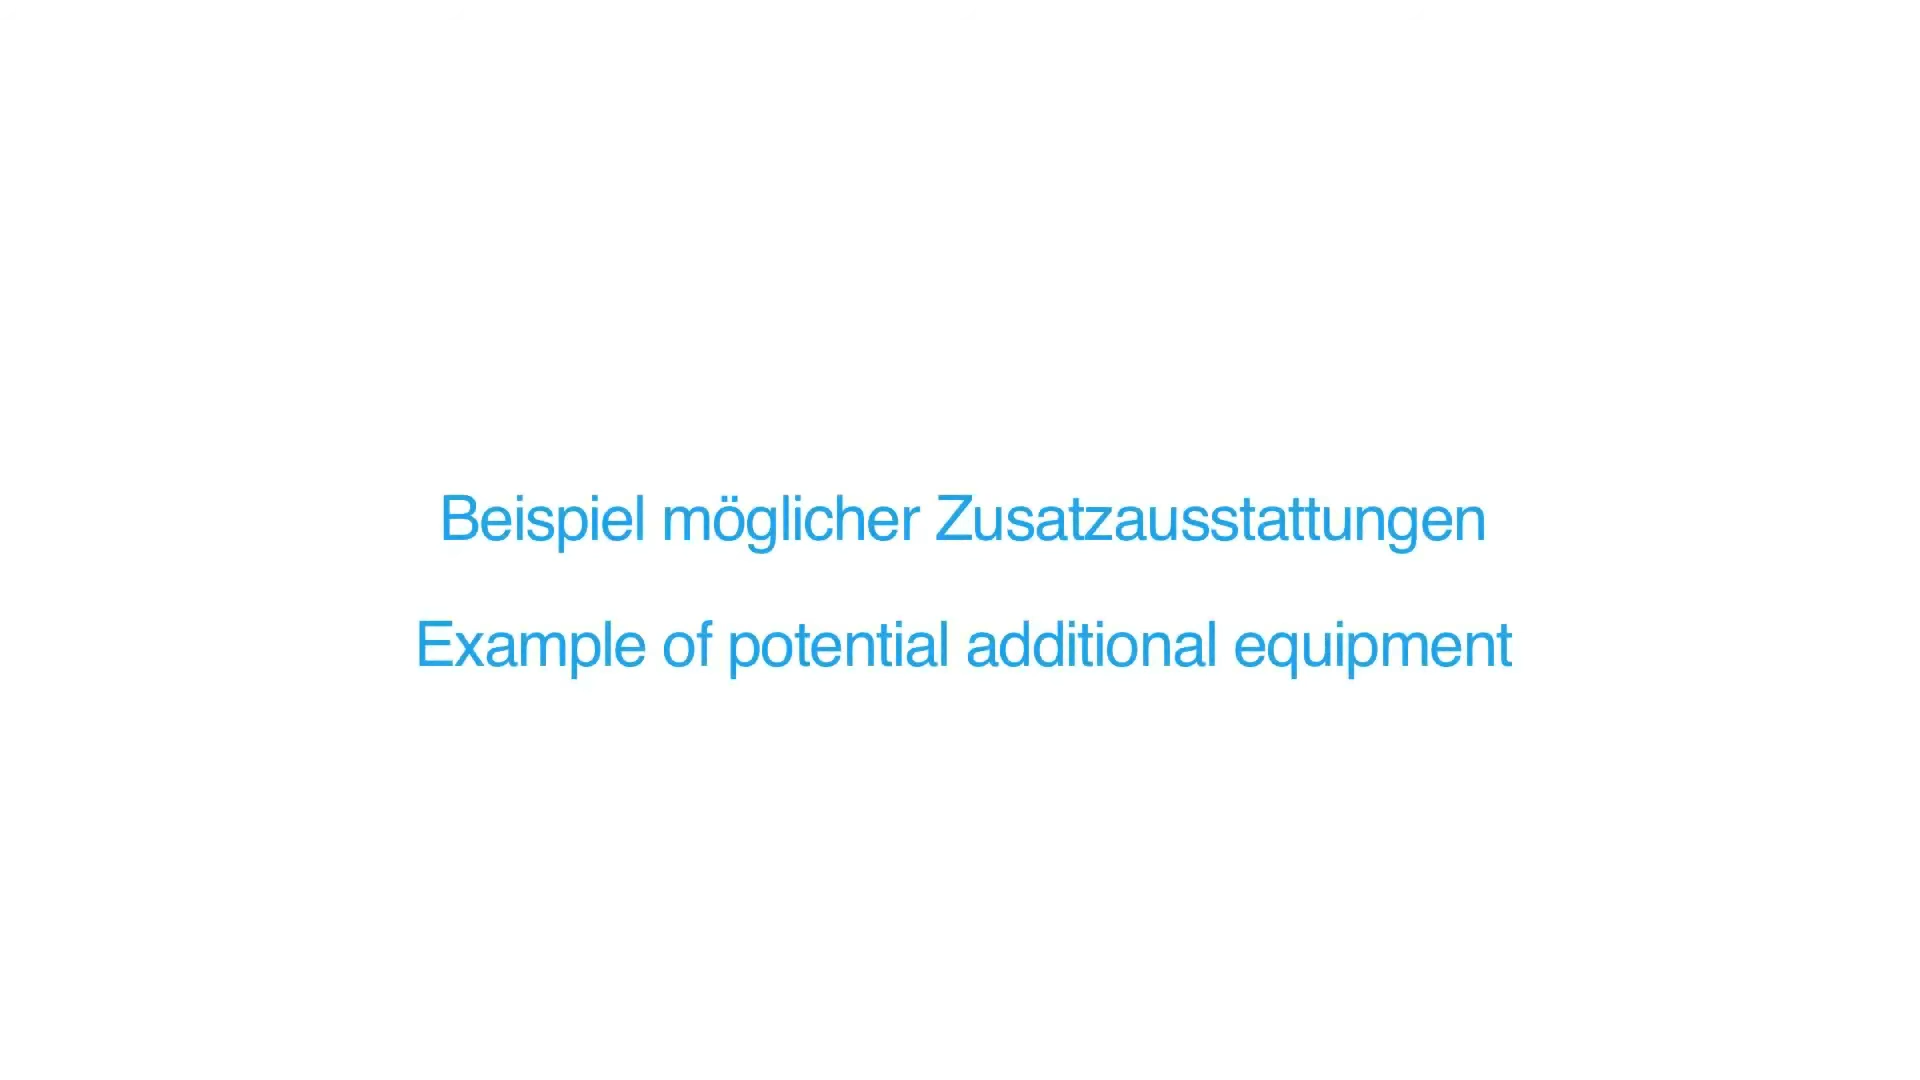 Beispiel möglicher Zusatzausstattungen
Example of potential additional equipment